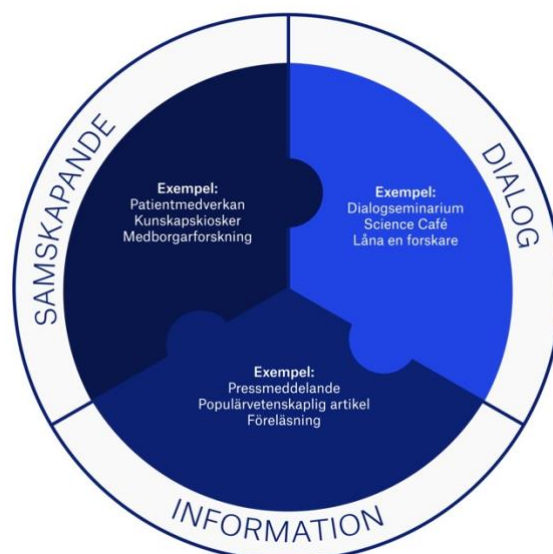 SAMSKAPANDE
Exempel:
Patientmedverkan
Kunskapskiosker
Medborgarforskning
DIALOG
Exempel:
Dialogseminarium
Science Café
Låna en forskare
Exempel:
Pressmeddelande
Populärvetenskaplig artikel
Föreläsning
INFORMATION